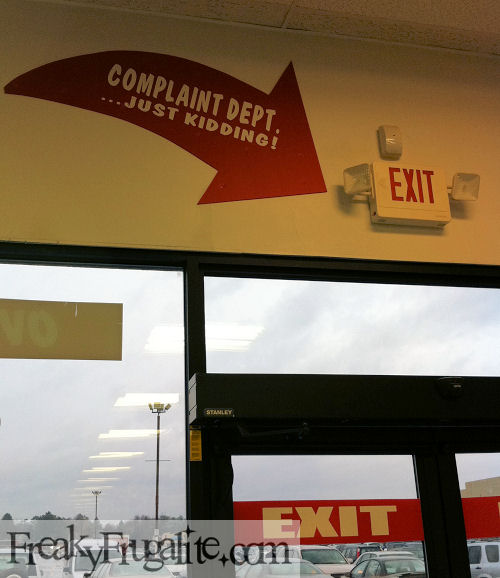 COMPLAINT DEPT.
...JUST KIDDING!
EXIT
STANLEY
EXIT
FreakyFrugalite.com